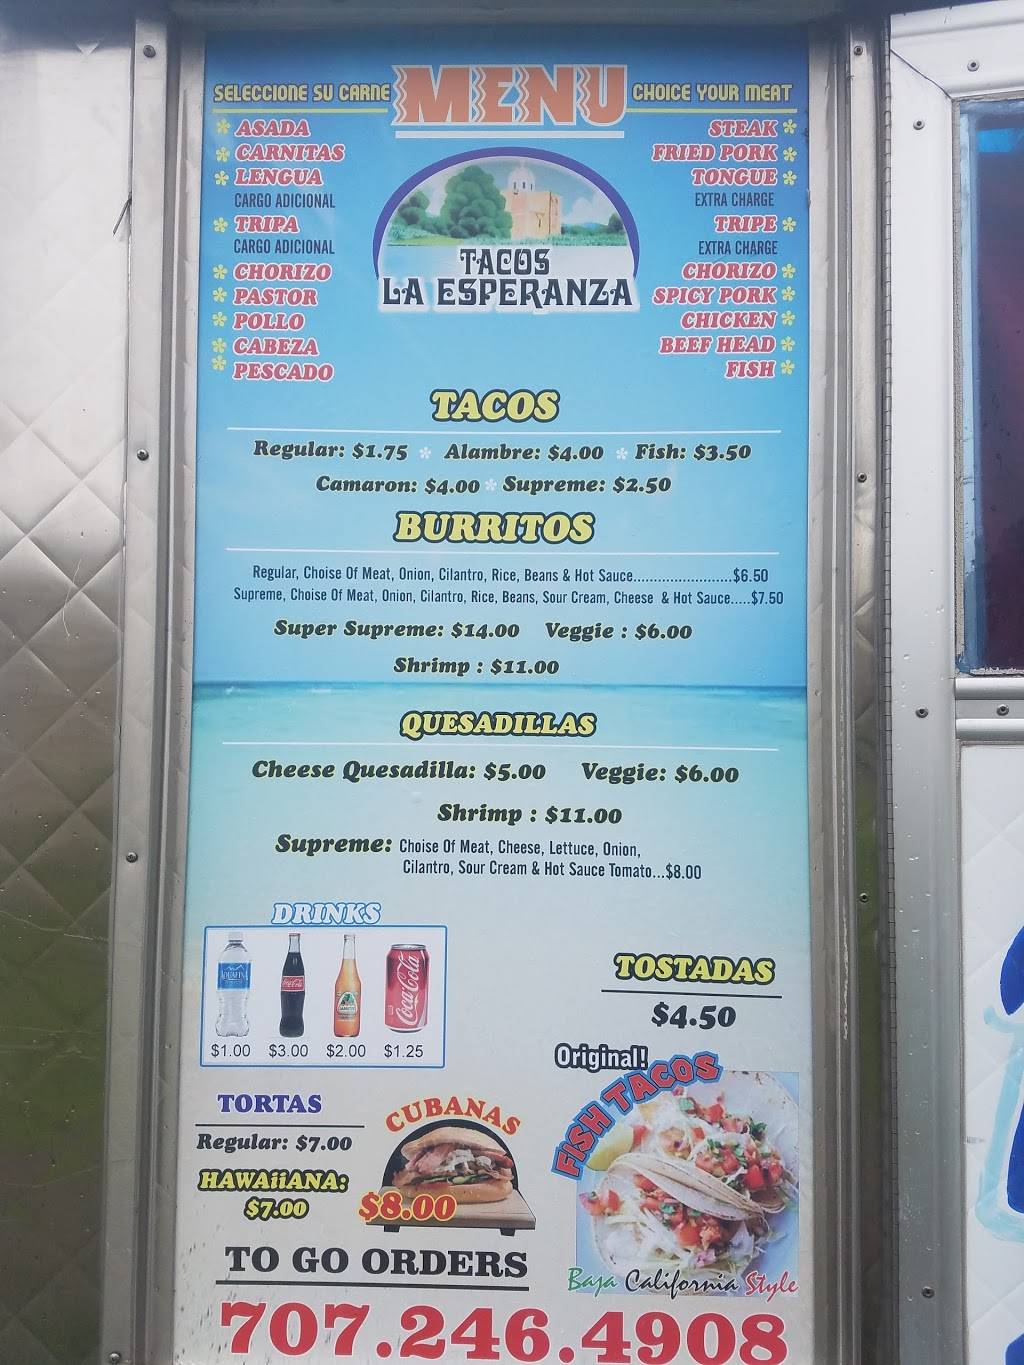 SELECCIONE SU CARNE MENU CHOICE YOUR MEAT
ASADA
CARNITAS
LENGUA
CARGO ADICIONAL
TRIPA
CARGO ADICIONAL
CHORIZO
PASTOR
POLLO
CABEZA
PESCADO
STEAK
FRIED PORK
TONGUE
EXTRA CHARGE
TRIPE
EXTRA CHARGE
CHORIZO
SPICY PORK
CHICKEN
BEEF HEAD
FISH
TACOS
LA ESPERANZA
TACOS
Regular: $1.75 * Alambre: $4.00 * Fish: $3.50
Camaron: $4.00 * Supreme: $2.50
BURRITOS
Regular, Choise Of Meat, Onion, Cilantro, Rice, Beans & Hot Sauce........................$6.50
Supreme, Choise Of Meat, Onion, Cilantro, Rice, Beans, Sour Cream, Cheese & Hot Sauce.....$7.50
Super Supreme: $14.00 Veggie : $6.00
Shrimp : $11.00
QUESADILLAS
Cheese Quesadilla: $5.00 Veggie: $6.00
Shrimp : $11.00
Supreme: Choise Of Meat, Cheese, Lettuce, Onion,
Cilantro, Sour Cream & Hot Sauce Tomato...$8.00
DRINKS
AQUAFINA
Coca-Cola
JARRITOS
Coca-Cola
$1.00 $3.00 $2.00 $1.25
TOSTADAS
$4.50
TORTAS
Regular: $7.00
HAWAiiANA:
$7.00
CUBANAS
$8.00
Original!
FISH TACOS
Baja California Style
TO GO ORDERS
707.246.4908